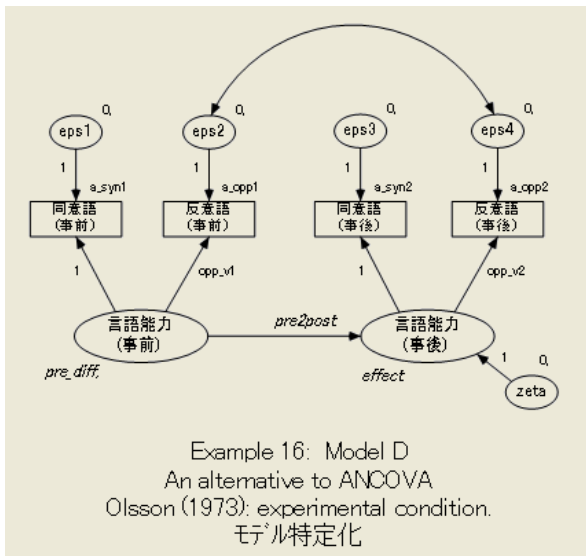 0,
0,
0,
0,
eps1
eps2
eps3
eps4
1
1
1
1
a_syn1
a_opp1
a_syn2
a_opp2
同意語
(事前)
反意語
(事前)
同意語
(事後)
反意語
(事後)
1
opp_v1
1
opp_v2
言語能力
(事前)
pre2post
言語能力
(事後)
pre_diff,
effect
1
0,
zeta
Example 16: Model D
An alternative to ANCOVA
Olsson (1973): experimental condition.
モデル特定化